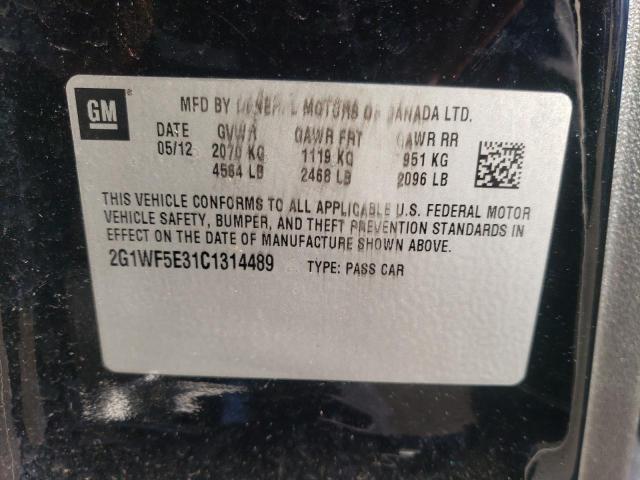 GM
MFD BY GENERAL MOTORS OF CANADA LTD.
DATE GVWR GAWR FRT GAWR RR
05/12 2070 KG 1119 KG 951 KG
4564 LB 2468 LB 2096 LB
THIS VEHICLE CONFORMS TO ALL APPLICABLE U.S. FEDERAL MOTOR
VEHICLE SAFETY, BUMPER, AND THEFT PREVENTION STANDARDS IN
EFFECT ON THE DATE OF MANUFACTURE SHOWN ABOVE.
2G1WF5E31C1314489 TYPE: PASS CAR